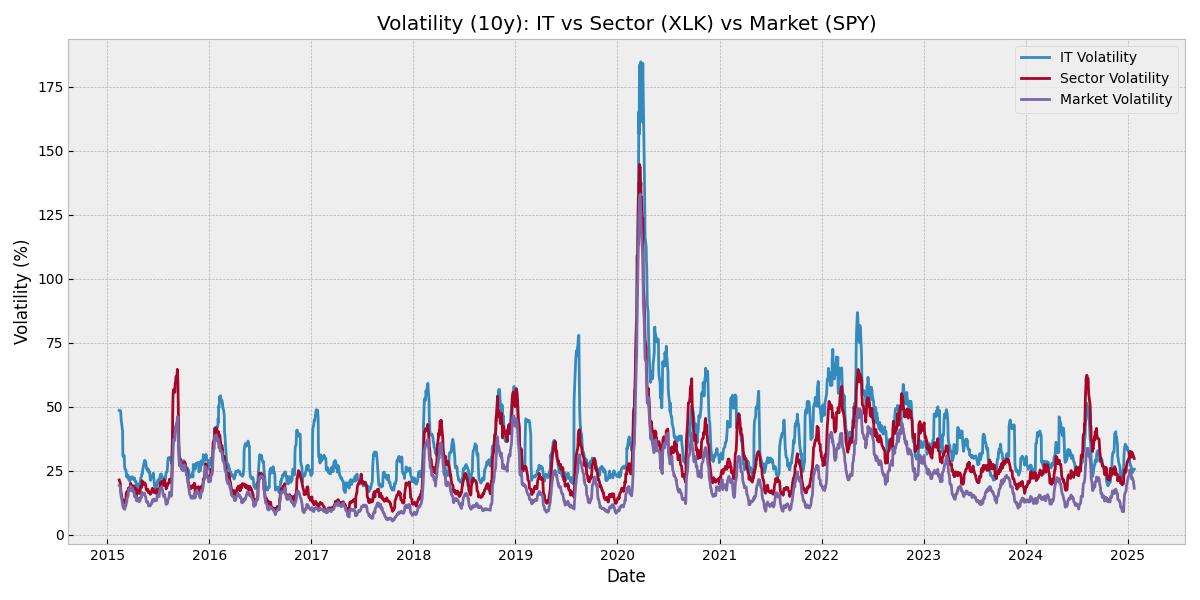 Volatility (10y): IT vs Sector (XLK) vs Market (SPY)
IT Volatility
Sector Volatility
Market Volatility
Volatility (%)
175
150
125
100
75
50
25
0
2015 2016 2017 2018 2019 2020 2021 2022 2023 2024 2025
Date